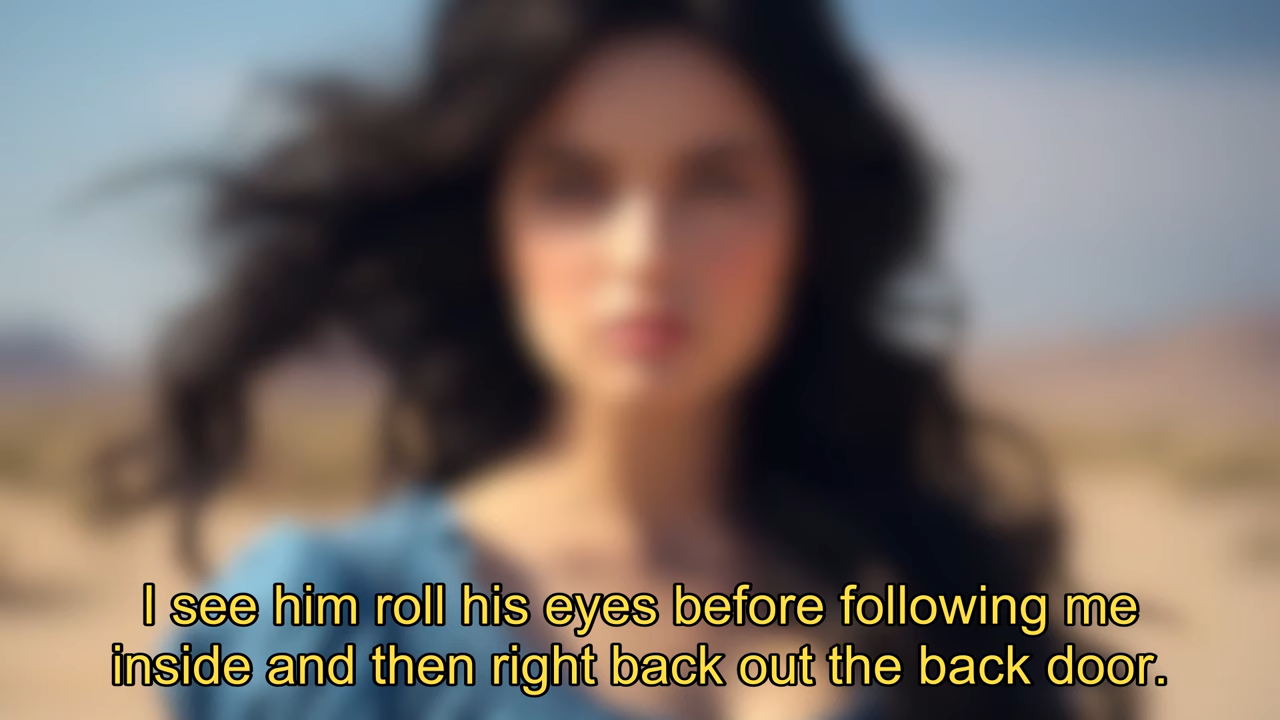 I see him roll his eyes before following me
inside and then right back out the back door.